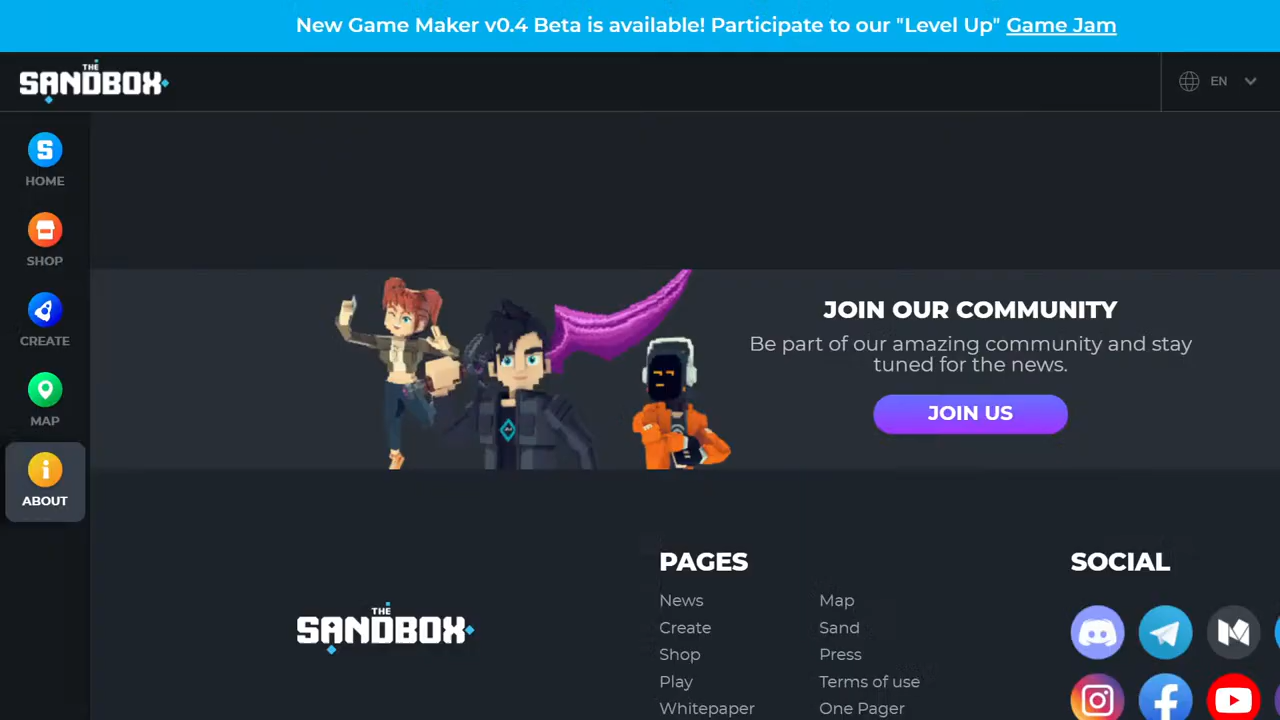 New Game Maker v0.4 Beta is available! Participate to our "Level Up" Game Jam
THE
SANDBOX
EN
HOME
SHOP
CREATE
MAP
ABOUT
JOIN OUR COMMUNITY
Be part of our amazing community and stay
tuned for the news.
JOIN US
THE
SANDBOX
PAGES
News
Create
Shop
Play
Whitepaper
Map
Sand
Press
Terms of use
One Pager
SOCIAL